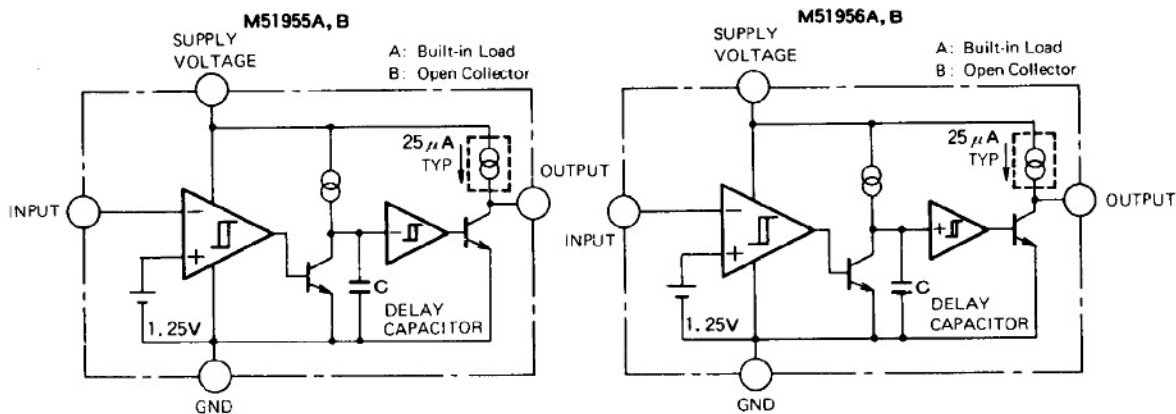 M51955A, B
SUPPLY
VOLTAGE
A: Built-in Load
B: Open Collector
25μA
TYP
OUTPUT
INPUT
−
+
−
C
1.25V
DELAY
CAPACITOR
GND
M51956A, B
SUPPLY
VOLTAGE
A: Built-in Load
B: Open Collector
25μA
TYP
OUTPUT
INPUT
−
+
+
C
1.25V
DELAY
CAPACITOR
GND